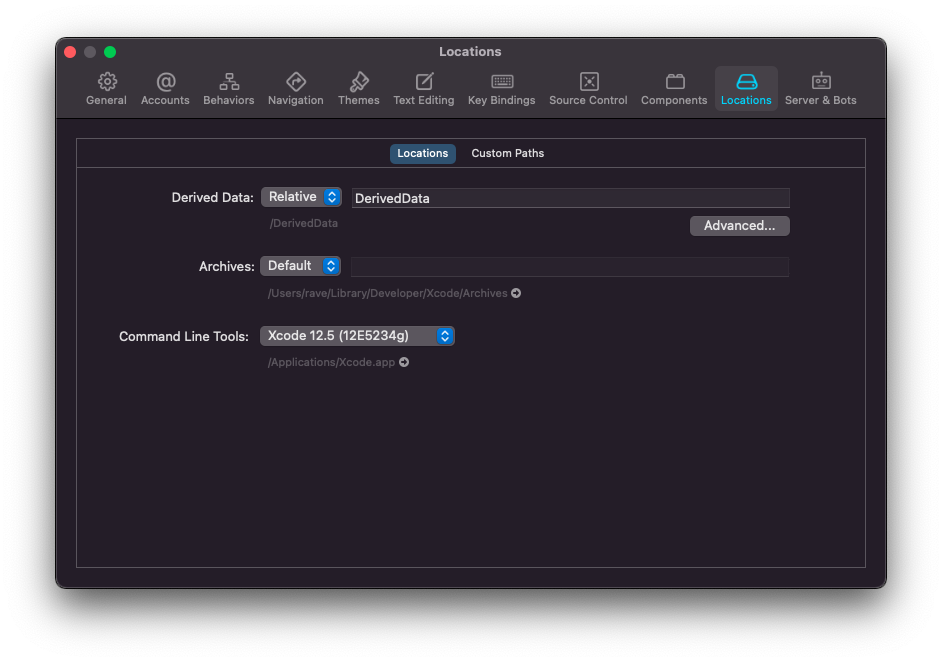 Locations
General Accounts Behaviors Navigation Themes Text Editing Key Bindings Source Control Components Locations Server & Bots
Locations Custom Paths
Derived Data: Relative DerivedData
/DerivedData
Advanced...
Archives: Default
/Users/rave/Library/Developer/Xcode/Archives
Command Line Tools: Xcode 12.5 (12E5234g)
/Applications/Xcode.app